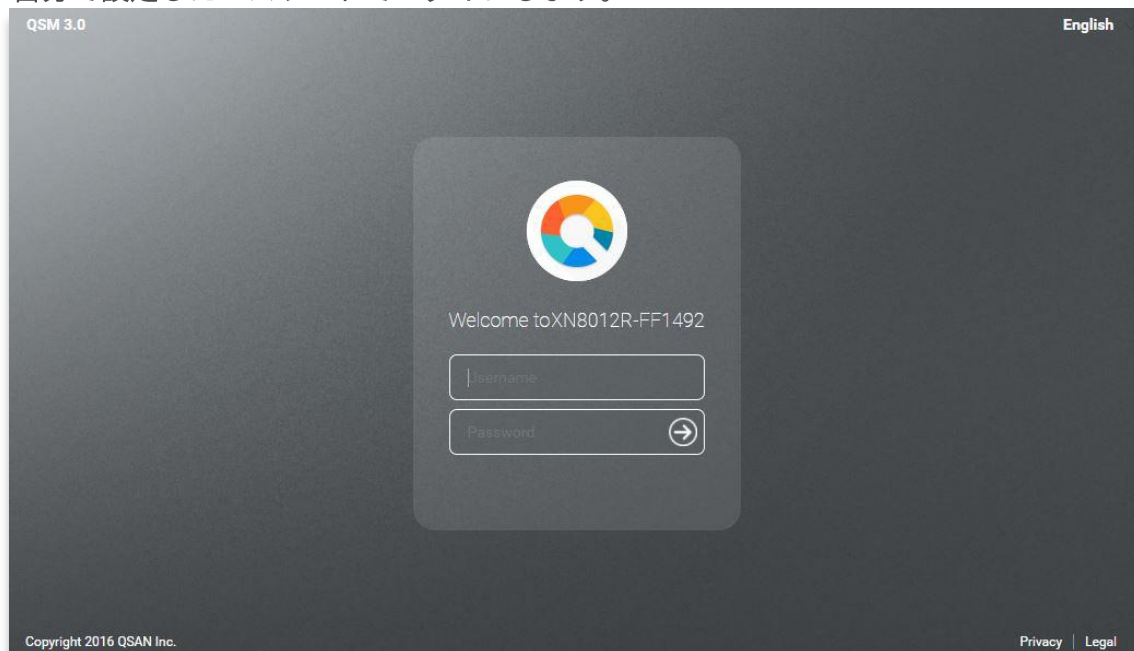 QSM 3.0
English
Welcome toXN8012R-FF1492
Username
Password
Copyright 2016 QSAN Inc.
Privacy | Legal